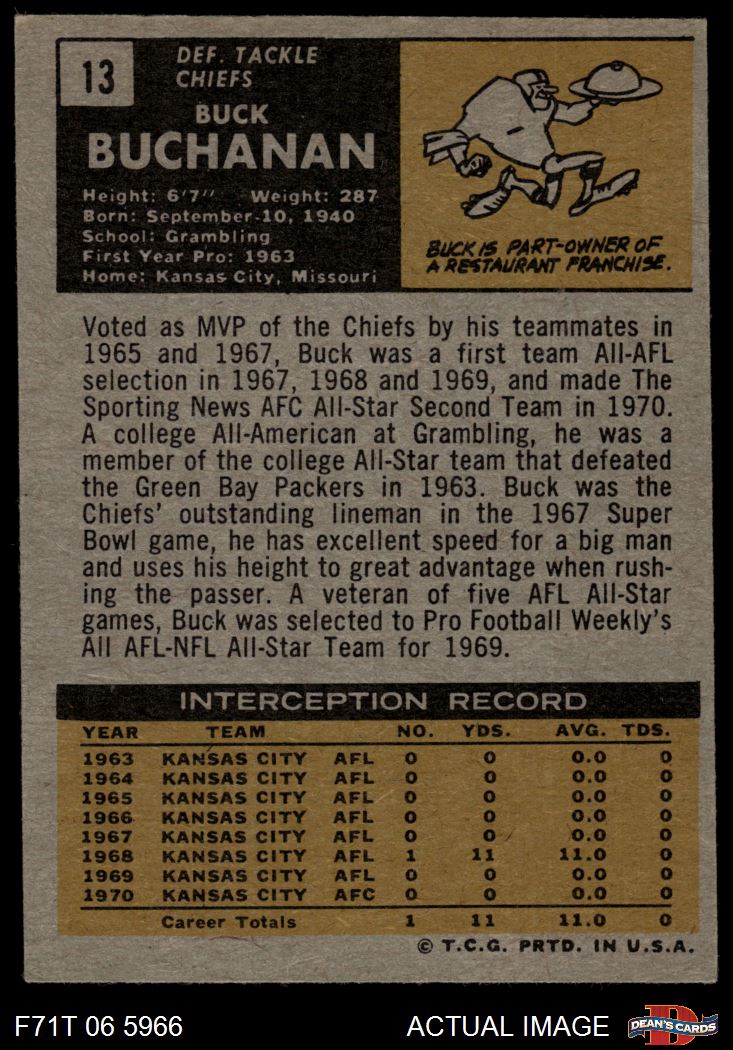 13
DEF. TACKLE
CHIEFS
BUCK
BUCHANAN
Height: 6'7" Weight: 287
Born: September 10, 1940
School: Grambling
First Year Pro: 1963
Home: Kansas City, Missouri
BUCK IS PART-OWNER OF
A RESTAURANT FRANCHISE.
Voted as MVP of the Chiefs by his teammates in
1965 and 1967, Buck was a first team All-AFL
selection in 1967, 1968 and 1969, and made The
Sporting News AFC All-Star Second Team in 1970.
A college All-American at Grambling, he was a
member of the college All-Star team that defeated
the Green Bay Packers in 1963. Buck was the
Chiefs' outstanding lineman in the 1967 Super
Bowl game, he has excellent speed for a big man
and uses his height to great advantage when rush-
ing the passer. A veteran of five AFL All-Star
games, Buck was selected to Pro Football Weekly's
All AFL-NFL All-Star Team for 1969.
INTERCEPTION RECORD
YEAR TEAM NO. YDS. AVG. TDS.
1963 KANSAS CITY AFL 0 0 0.0 0
1964 KANSAS CITY AFL 0 0 0.0 0
1965 KANSAS CITY AFL 0 0 0.0 0
1966 KANSAS CITY AFL 0 0 0.0 0
1967 KANSAS CITY AFL 0 0 0.0 0
1968 KANSAS CITY AFL 1 11 11.0 0
1969 KANSAS CITY AFL 0 0 0.0 0
1970 KANSAS CITY AFC 0 0 0.0 0
Career Totals 1 11 11.0 0
© T.C.G. PRTD. IN U.S.A.
F71T 06 5966 ACTUAL IMAGE D DEAN'S CARDS